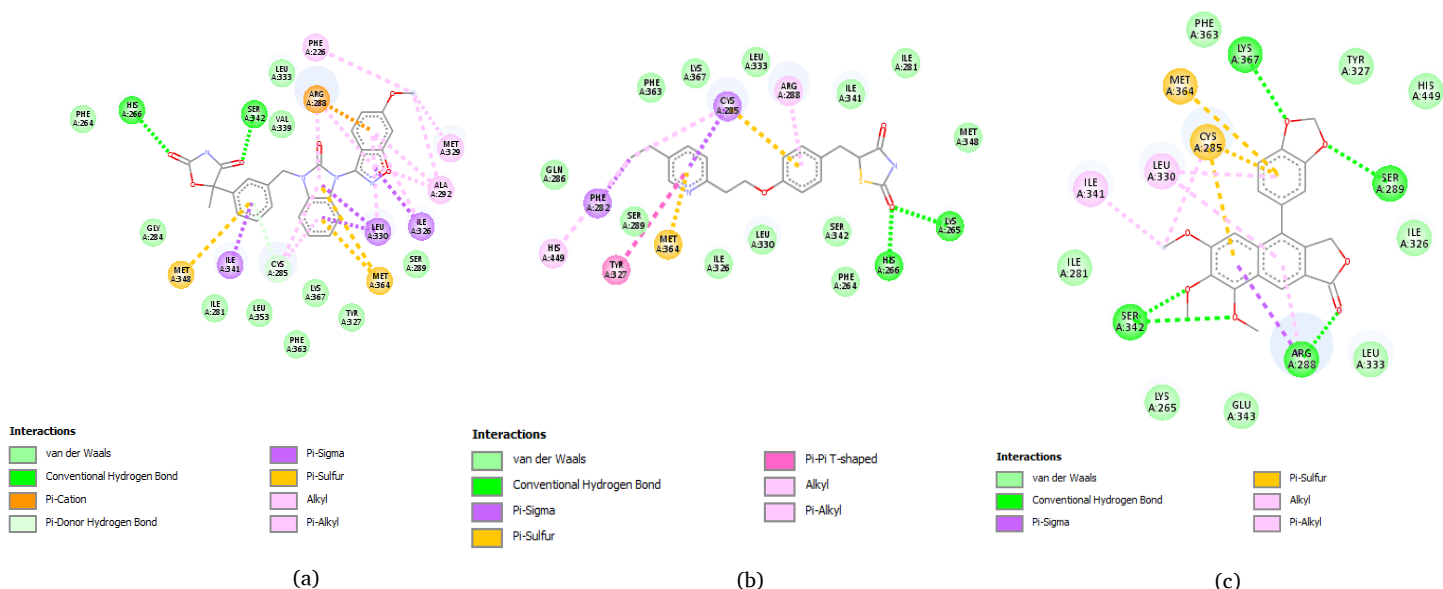 PHE
A:226
LEU
A:333
ARG
A:288
HIS
A:266
SER
A:342
PHE
A:264
VAL
A:339
MET
A:329
ALA
A:292
GLY
A:284
LEU
A:330
ILE
A:326
MET
A:348
ILE
A:341
CYS
A:285
SER
A:289
MET
A:364
LYS
A:367
ILE
A:281
LEU
A:353
TYR
A:327
PHE
A:363
O
O
N
O
O
N
N
O
O
N
Interactions
van der Waals
Conventional Hydrogen Bond
Pi-Cation
Pi-Donor Hydrogen Bond
Pi-Sigma
Pi-Sulfur
Alkyl
Pi-Alkyl
(a)
LEU
A:333
ILE
A:281
LYS
A:367
PHE
A:363
ARG
A:288
ILE
A:341
CYS
A:285
MET
A:348
GLN
A:286
PHE
A:282
SER
A:289
HIS
A:449
TYR
A:327
MET
A:364
ILE
A:326
LEU
A:330
SER
A:342
LYS
A:265
HIS
A:266
PHE
A:264
N
O
O
N
S
O
Interactions
van der Waals
Conventional Hydrogen Bond
Pi-Sigma
Pi-Sulfur
Pi-Pi T-shaped
Alkyl
Pi-Alkyl
(b)
PHE
A:363
LYS
A:367
TYR
A:327
MET
A:364
HIS
A:449
CYS
A:285
LEU
A:330
ILE
A:341
SER
A:289
ILE
A:326
ILE
A:281
SER
A:342
ARG
A:288
LEU
A:333
LYS
A:265
GLU
A:343
O
O
O
O
O
O
O
Interactions
van der Waals
Conventional Hydrogen Bond
Pi-Sigma
Pi-Sulfur
Alkyl
Pi-Alkyl
(c)